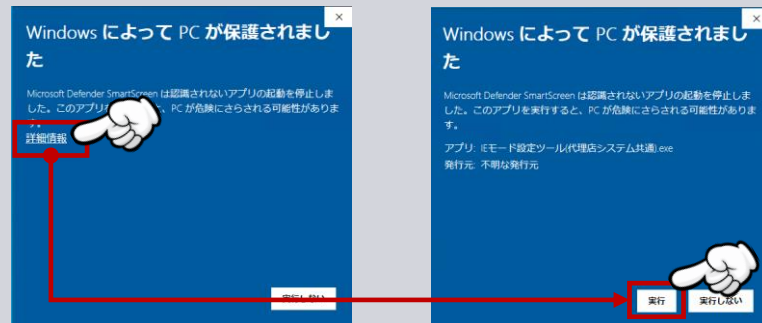 Windows によって PC が保護されまし
た
Microsoft Defender SmartScreen は認識されないアプリの起動を停止しま
した。このアプリ と、PC が危険にさらされる可能性がありま
す。
詳細情報
実行しない
Windows によって PC が保護されまし
た
Microsoft Defender SmartScreen は認識されないアプリの起動を停止しま
した。このアプリを実行すると、PC が危険にさらされる可能性がありま
す。
アプリ: IEモード設定ツール(代理店システム共通).exe
発行元: 不明な発行元
実行
実行しない